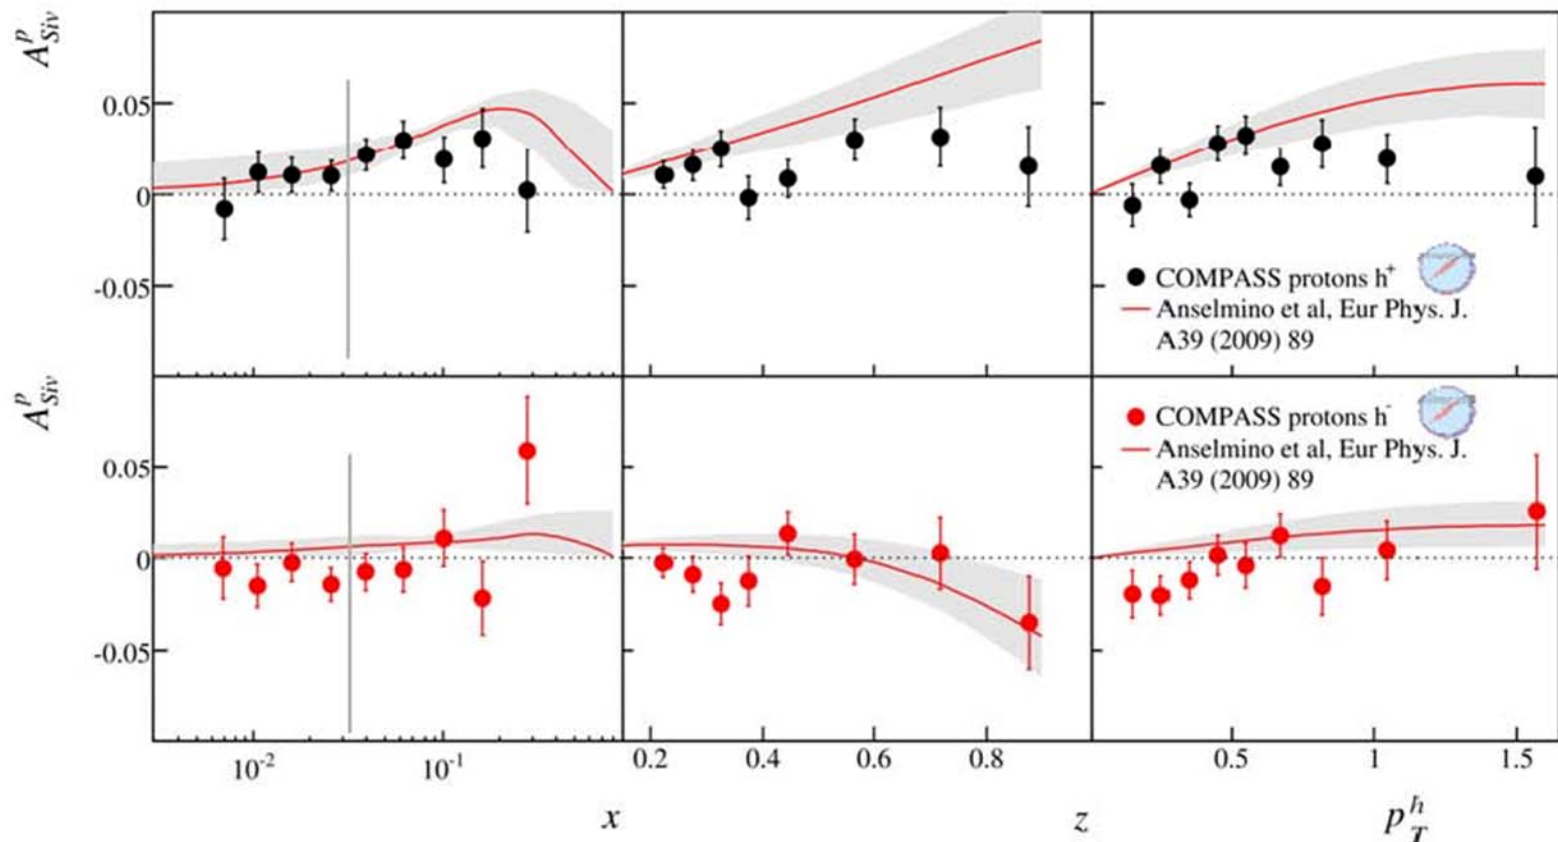 A^p_Siv
0.05
0
-0.05
COMPASS protons h⁺
Anselmino et al, Eur Phys. J.
A39 (2009) 89
A^p_Siv
0.05
0
-0.05
COMPASS protons h⁻
Anselmino et al, Eur Phys. J.
A39 (2009) 89
10⁻² 10⁻¹ 0.2 0.4 0.6 0.8 0.5 1 1.5
x z p^h_T